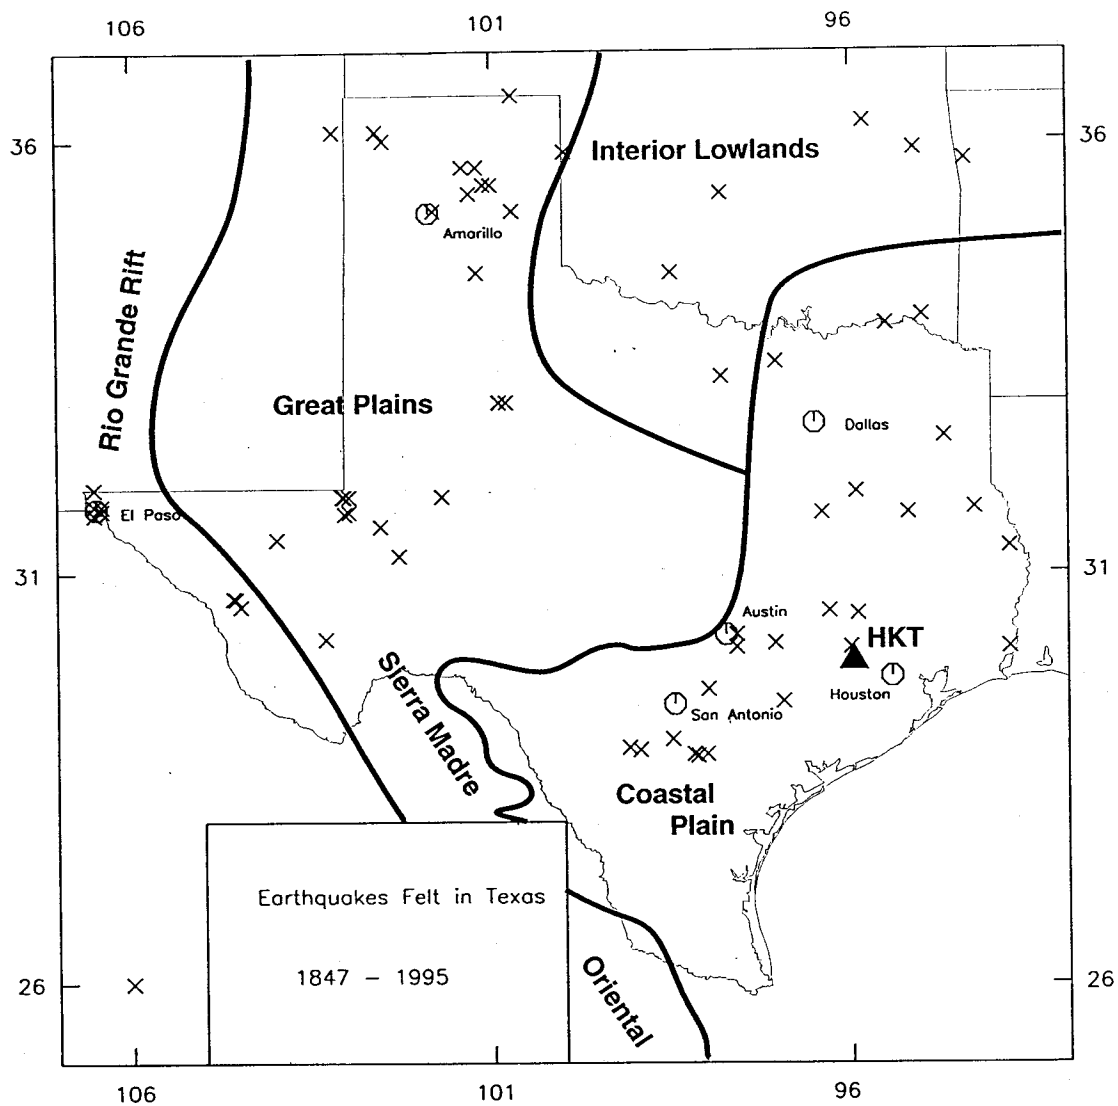 106
101
96
36
Interior Lowlands
36
Amarillo
Rio Grande Rift
Great Plains
Dallas
El Paso
31
31
Austin
HKT
Houston
San Antonio
Sierra Madre
Coastal
Plain
Earthquakes Felt in Texas
1847 – 1995
Oriental
26
26
106
101
96